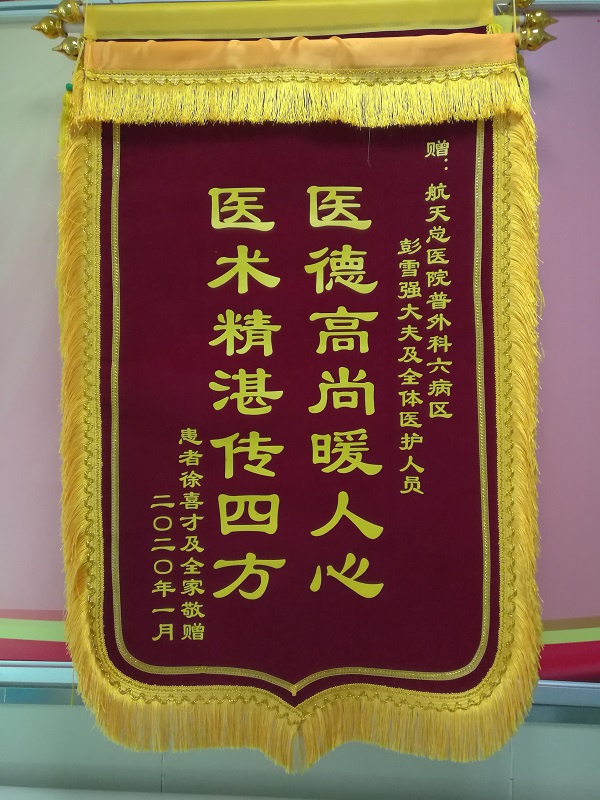 赠：航天总医院普外科六病区
彭雪强大夫及全体医护人员
医德高尚暖人心
医术精湛传四方
患者徐喜才及全家敬赠
二〇二〇年一月